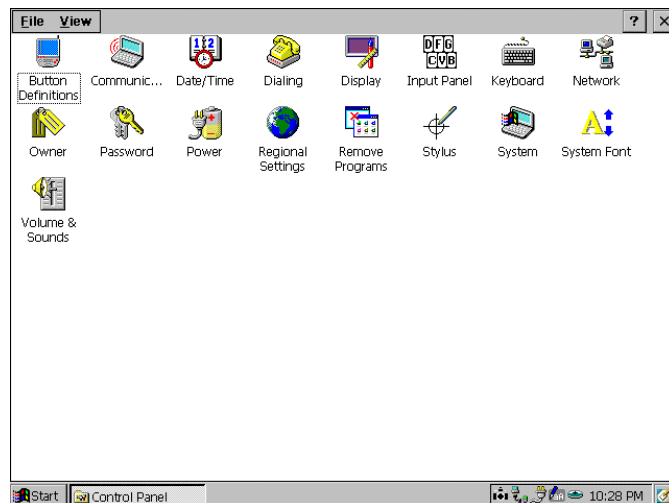 File View ? ×
Button Definitions
Communic...
Date/Time
Dialing
Display
DFG
CVB
Input Panel
Keyboard
Network
Owner
Password
Power
Regional Settings
Remove Programs
Stylus
System
A
System Font
Volume & Sounds
Start
Control Panel
10:28 PM